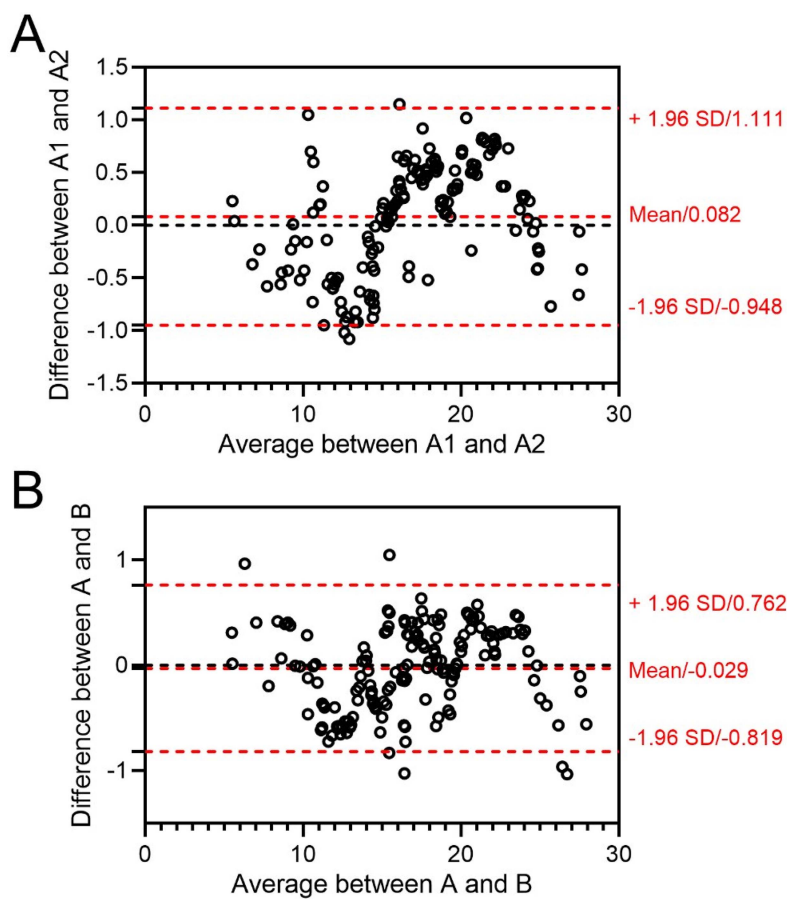 A
Difference between A1 and A2
1.5
1.0
0.5
0.0
-0.5
-1.0
-1.5
+ 1.96 SD/1.111
Mean/0.082
-1.96 SD/-0.948
0
10
20
30
Average between A1 and A2
B
Difference between A and B
1
0
-1
+ 1.96 SD/0.762
Mean/-0.029
-1.96 SD/-0.819
0
10
20
30
Average between A and B